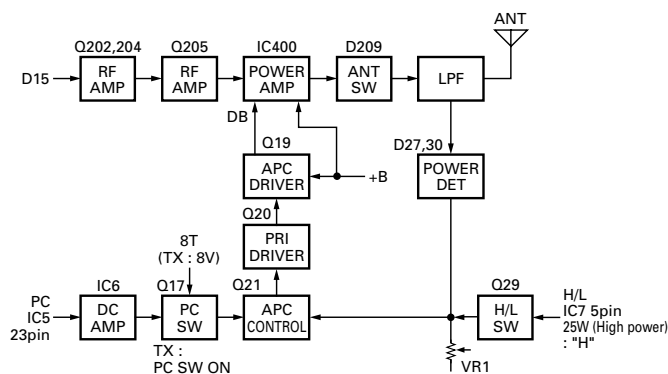 ANT
Q202,204
Q205
IC400
D209
D15
RF
AMP
RF
AMP
POWER
AMP
ANT
SW
LPF
DB
Q19
D27,30
APC
DRIVER
+B
POWER
DET
Q20
PRI
DRIVER
8T
(TX : 8V)
PC
IC5
23pin
IC6
DC
AMP
Q17
PC
SW
TX :
PC SW ON
Q21
APC
CONTROL
Q29
H/L
SW
H/L
IC7 5pin
25W (High power)
: "H"
VR1